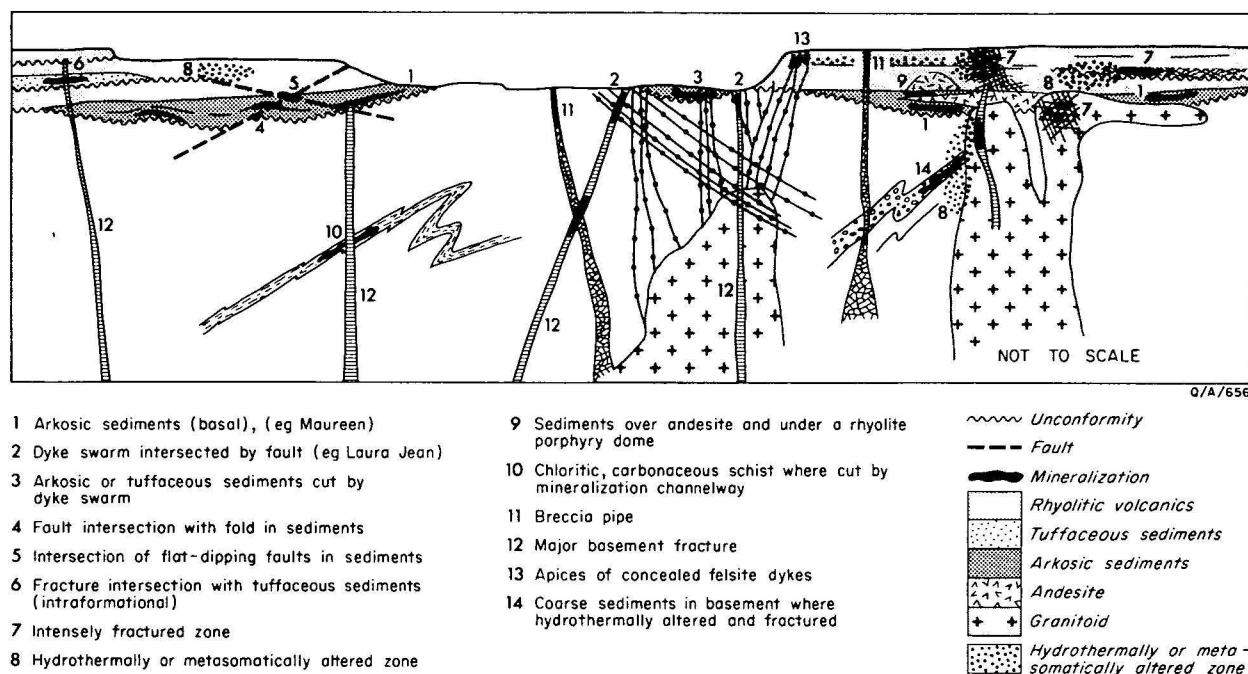 13
6
8
5
1
2
3
2
11
7
7
9
8
1
4
11
1
7
14
12
10
8
12
12
12
NOT TO SCALE
Q/A/656
1 Arkosic sediments (basal), (eg Maureen)
2 Dyke swarm intersected by fault (eg Laura Jean)
3 Arkosic or tuffaceous sediments cut by
dyke swarm
4 Fault intersection with fold in sediments
5 Intersection of flat-dipping faults in sediments
6 Fracture intersection with tuffaceous sediments
(intraformational)
7 Intensely fractured zone
8 Hydrothermally or metasomatically altered zone
9 Sediments over andesite and under a rhyolite
porphyry dome
10 Chloritic, carbonaceous schist where cut by
mineralization channelway
11 Breccia pipe
12 Major basement fracture
13 Apices of concealed felsite dykes
14 Coarse sediments in basement where
hydrothermally altered and fractured
Unconformity
Fault
Mineralization
Rhyolitic volcanics
Tuffaceous sediments
Arkosic sediments
Andesite
Granitoid
Hydrothermally or meta-
somatically altered zone